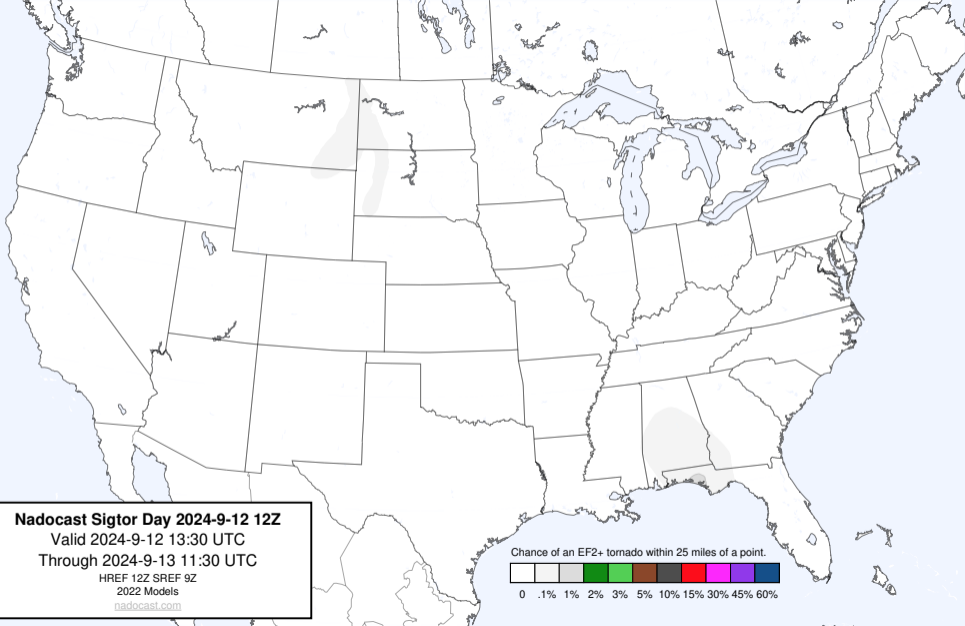 Nadocast Sigtor Day 2024-9-12 12Z
Valid 2024-9-12 13:30 UTC
Through 2024-9-13 11:30 UTC
HREF 12Z SREF 9Z
2022 Models
nadocast.com
Chance of an EF2+ tornado within 25 miles of a point.
0 .1% 1% 2% 3% 5% 10% 15% 30% 45% 60%